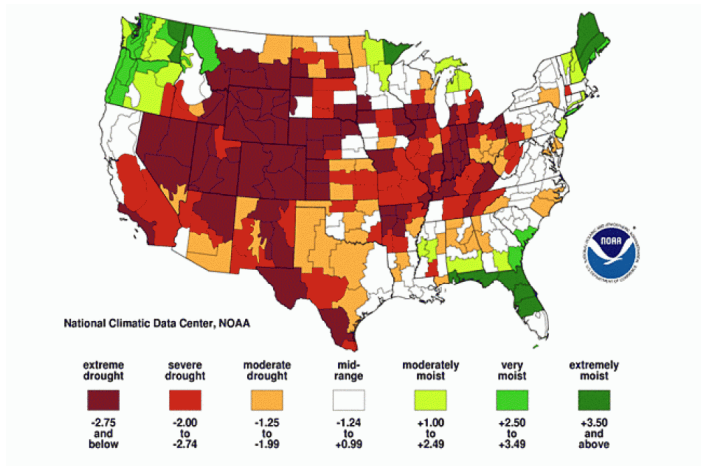 NOAA
National Climatic Data Center, NOAA
extreme drought
severe drought
moderate drought
mid-range
moderately moist
very moist
extremely moist
-2.75 and below
-2.00 to -2.74
-1.25 to -1.99
-1.24 to +0.99
+1.00 to +2.49
+2.50 to +3.49
+3.50 and above